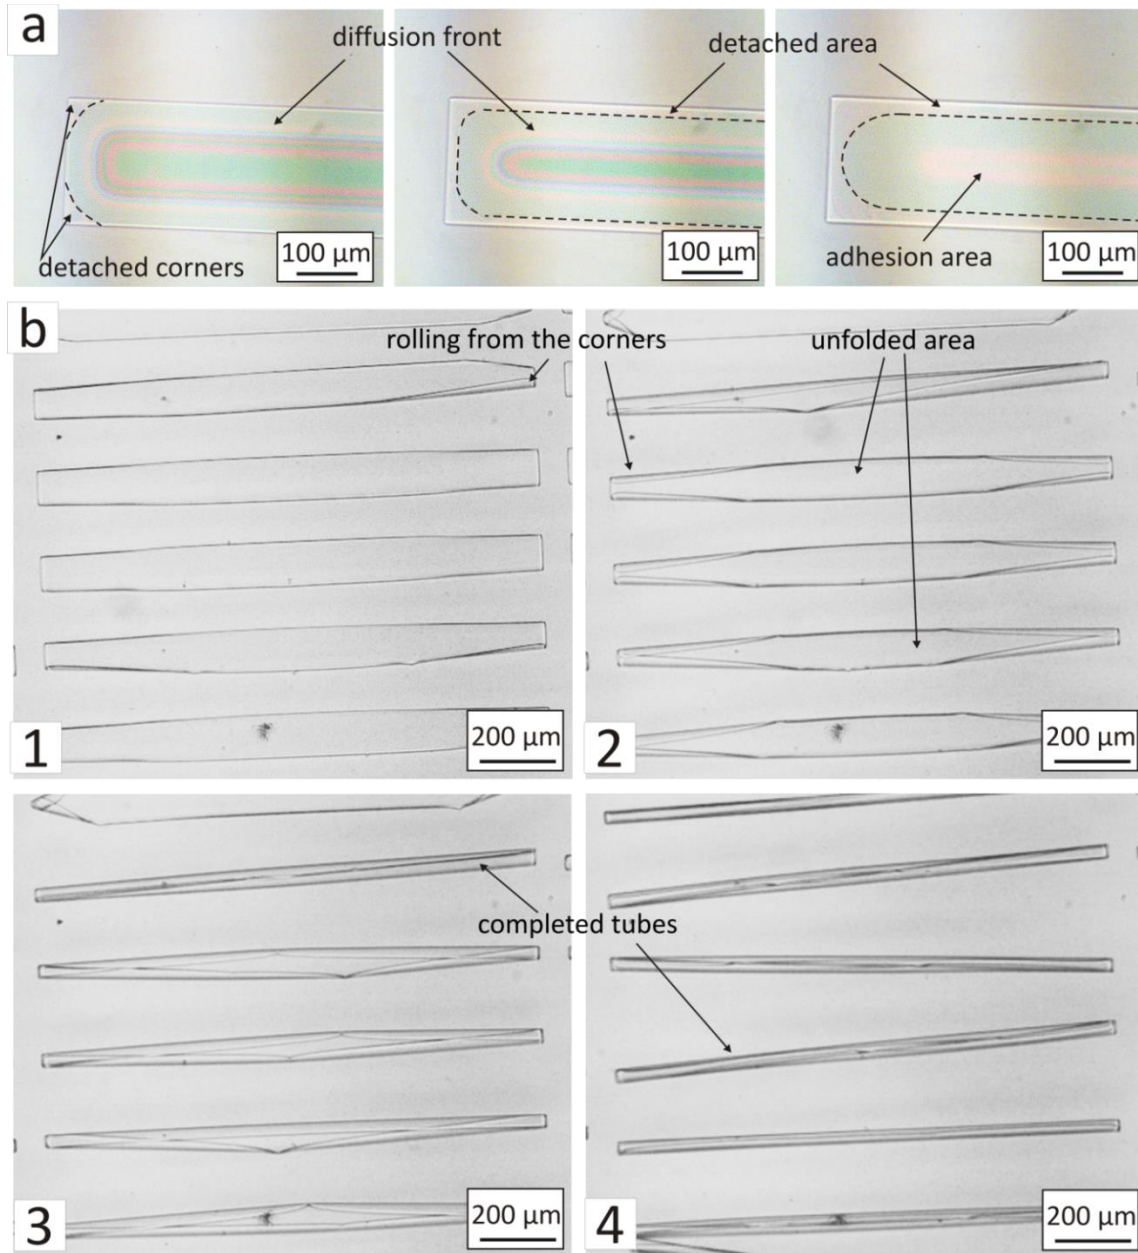 a
diffusion front
detached area
detached corners
adhesion area
100 µm
100 µm
100 µm
b
rolling from the corners
unfolded area
1
200 µm
2
200 µm
completed tubes
3
200 µm
4
200 µm